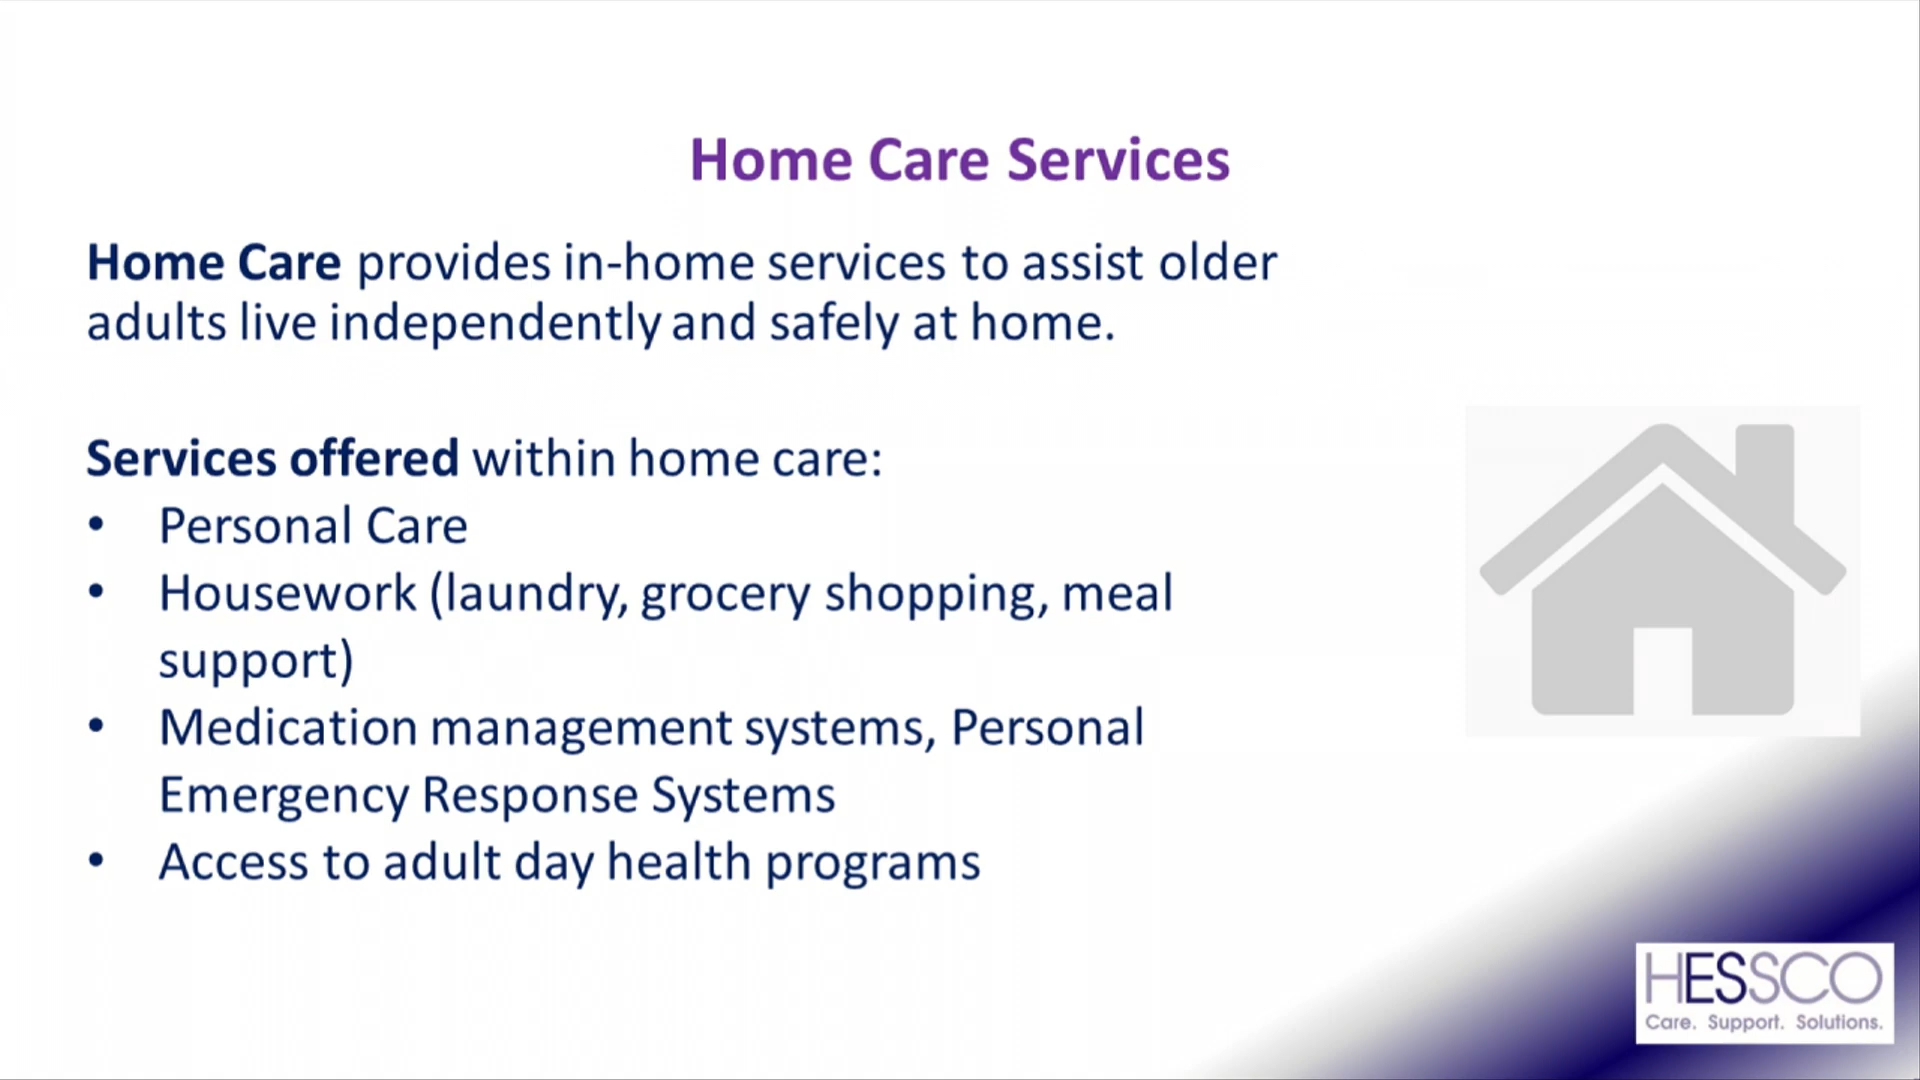 Home Care Services
Home Care provides in-home services to assist older
adults live independently and safely at home.
Services offered within home care:
• Personal Care
• Housework (laundry, grocery shopping, meal
support)
• Medication management systems, Personal
Emergency Response Systems
• Access to adult day health programs
HESSCO
Care. Support. Solutions.